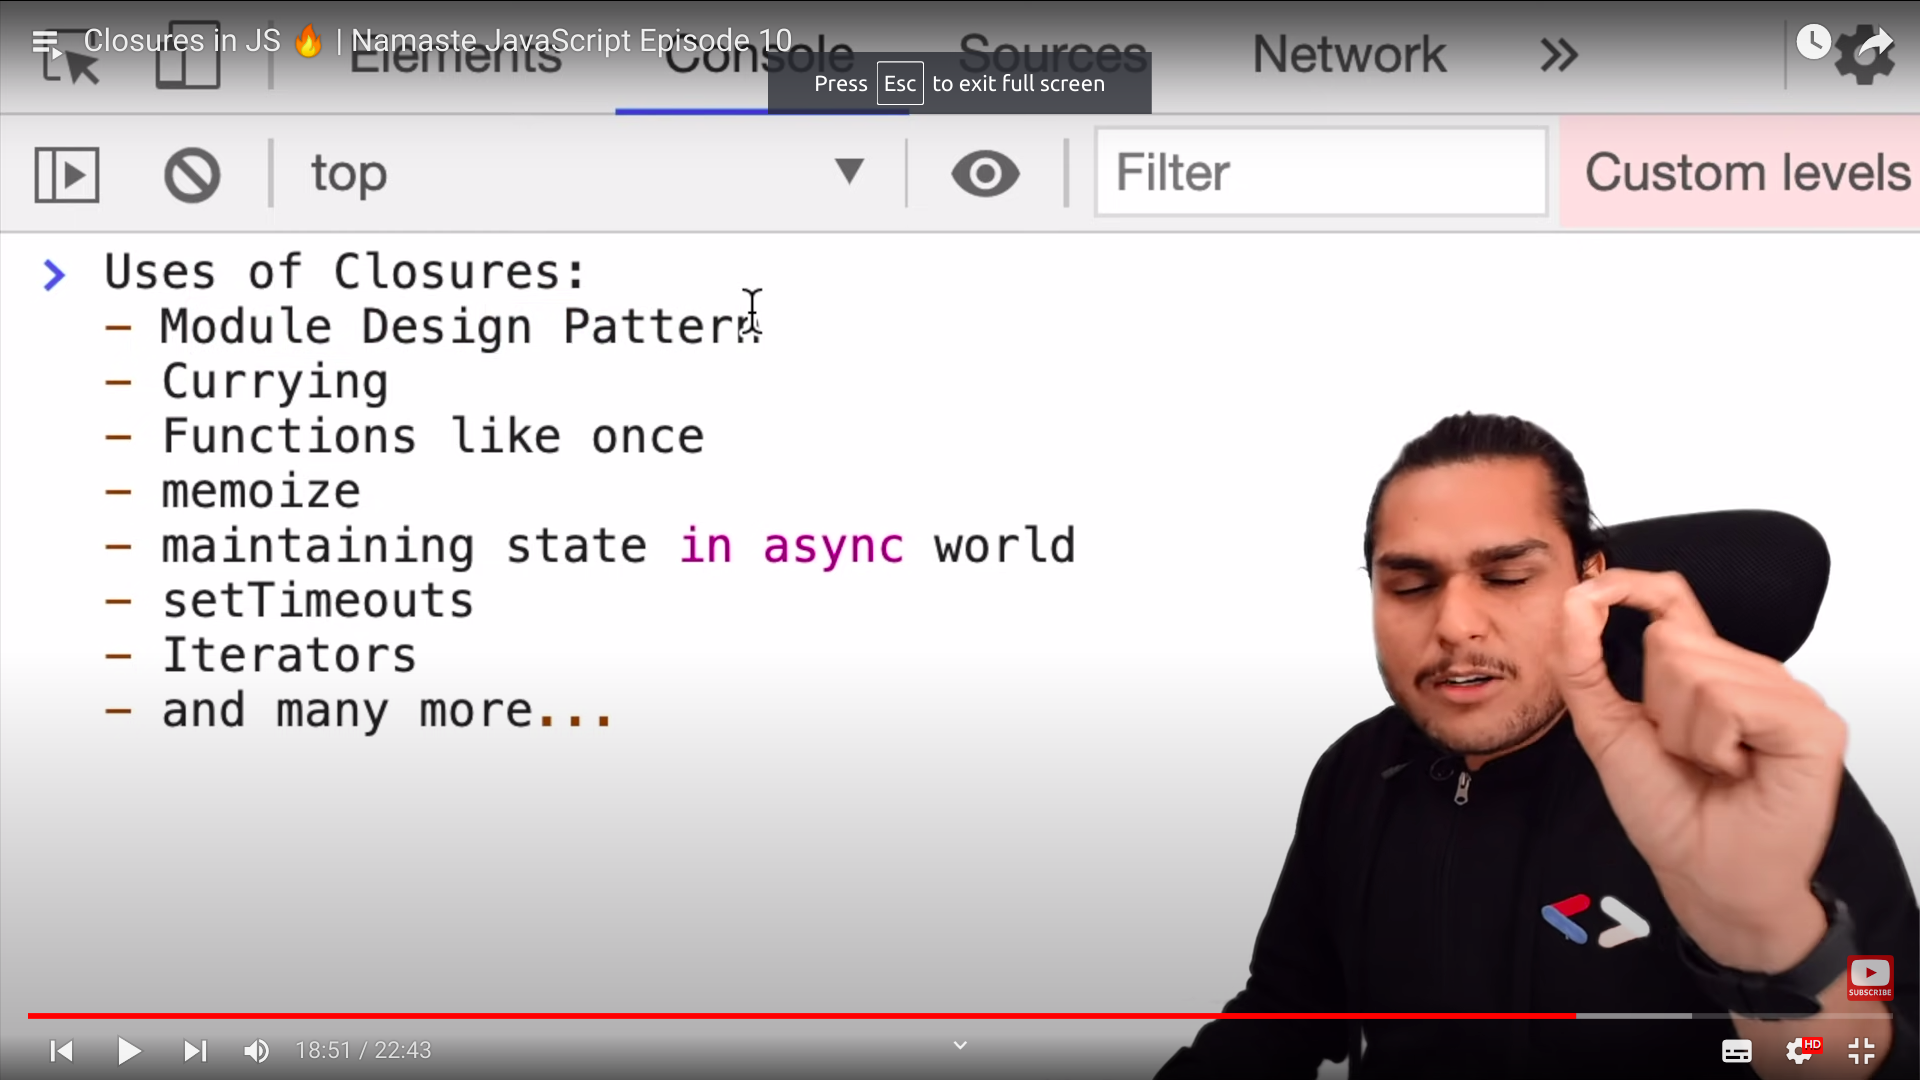 Closures in JS 🔥 | Namaste JavaScript Episode 10
Elements Console Sources Network
Press Esc to exit full screen
top Filter Custom levels
Uses of Closures:
- Module Design Pattern
- Currying
- Functions like once
- memoize
- maintaining state in async world
- setTimeouts
- Iterators
- and many more...
SUBSCRIBE
18:51 / 22:43
HD